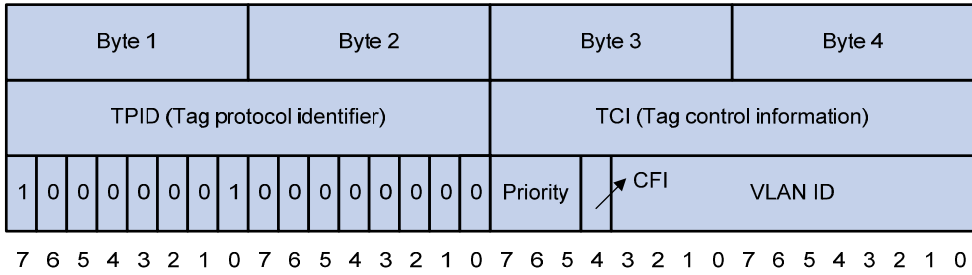 Byte 1 Byte 2 Byte 3 Byte 4
TPID (Tag protocol identifier) TCI (Tag control information)
1 0 0 0 0 0 0 1 0 0 0 0 0 0 0 0 Priority CFI VLAN ID
7 6 5 4 3 2 1 0 7 6 5 4 3 2 1 0 7 6 5 4 3 2 1 0 7 6 5 4 3 2 1 0